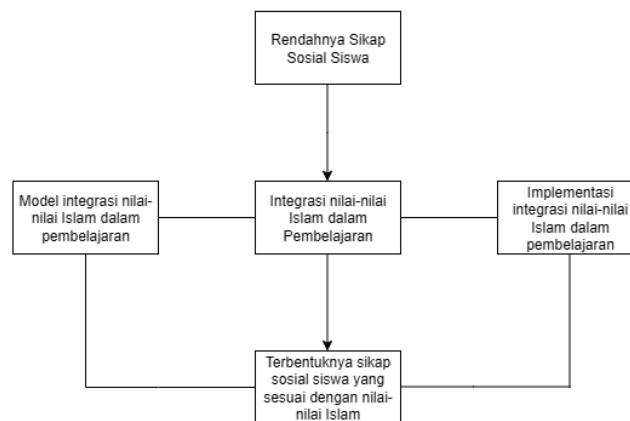 Rendahnya Sikap
Sosial Siswa
Model integrasi nilai-
nilai Islam dalam
pembelajaran
Integrasi nilai-nilai
Islam dalam
Pembelajaran
Implementasi
integrasi nilai-nilai
Islam dalam
pembelajaran
Terbentuknya sikap
sosial siswa yang
sesuai dengan nilai-
nilai Islam